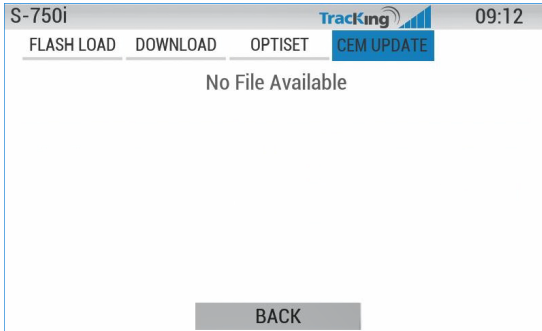 S-750i TracKing 09:12
FLASH LOAD DOWNLOAD OPTISET CEM UPDATE
No File Available
BACK